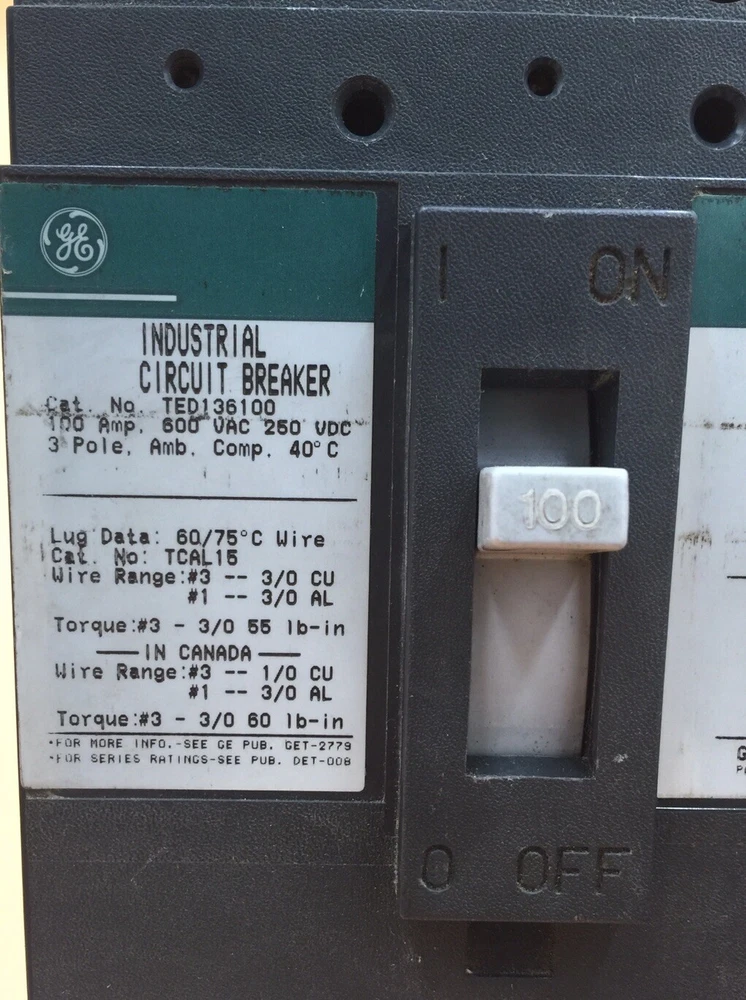 GE
INDUSTRIAL
CIRCUIT BREAKER
Cat. No. TED136100
100 Amp, 600 VAC 250 VDC
3 Pole, Amb. Comp. 40°C
Lug Data: 60/75°C Wire
Cat. No: TCAL15
Wire Range:#3 -- 3/0 CU
#1 -- 3/0 AL
Torque:#3 - 3/0 55 lb-in
IN CANADA
Wire Range:#3 -- 1/0 CU
#1 -- 3/0 AL
Torque:#3 - 3/0 60 lb-in
*FOR MORE INFO.-SEE GE PUB. GET-2779
*FOR SERIES RATINGS-SEE PUB. DET-008
I ON
100
O OFF